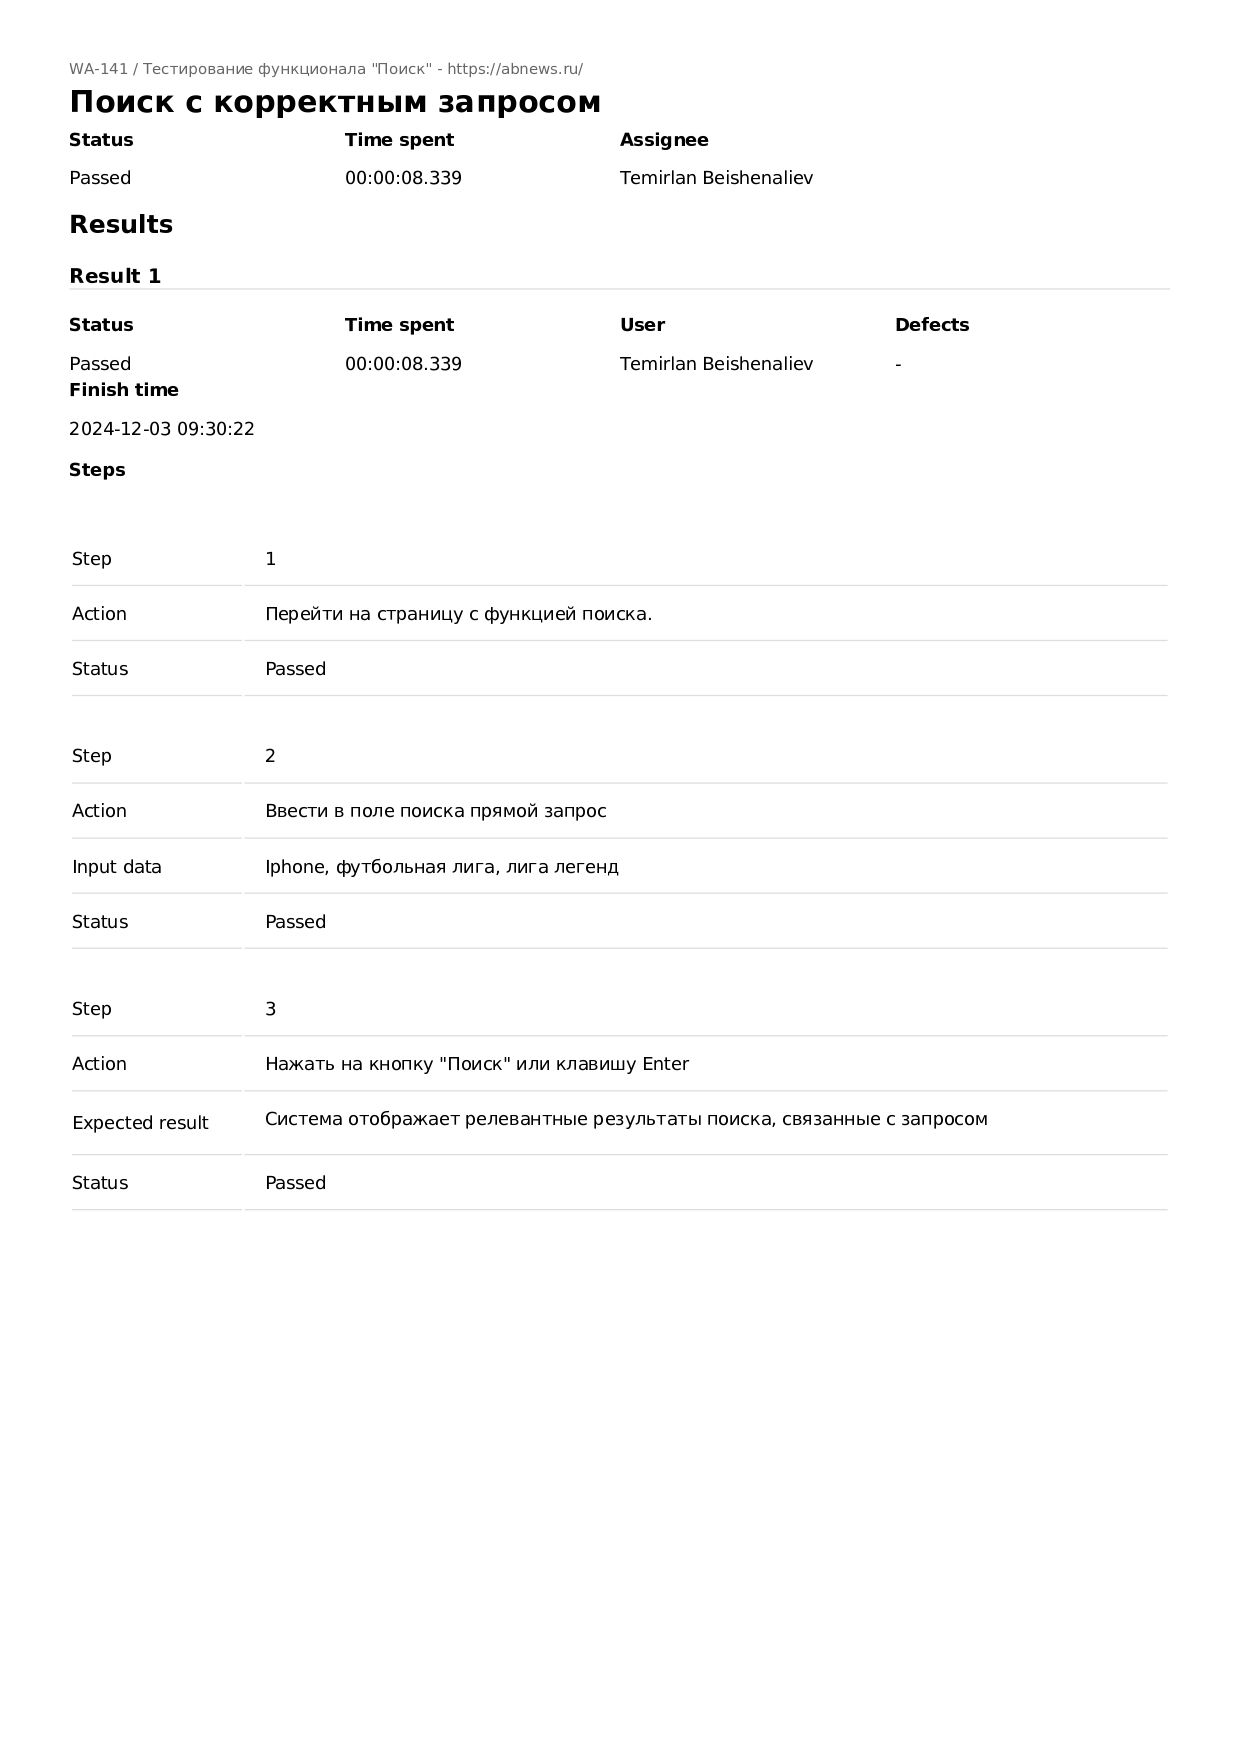 WA-141 / Тестирование функционала "Поиск" - https://abnews.ru/
Поиск с корректным запросом
Status Time spent Assignee
Passed 00:00:08.339 Temirlan Beishenaliev
Results
Result 1
Status Time spent User Defects
Passed 00:00:08.339 Temirlan Beishenaliev -
Finish time
2024-12-03 09:30:22
Steps
Step 1
Action Перейти на страницу с функцией поиска.
Status Passed
Step 2
Action Ввести в поле поиска прямой запрос
Input data Iphone, футбольная лига, лига легенд
Status Passed
Step 3
Action Нажать на кнопку "Поиск" или клавишу Enter
Expected result Система отображает релевантные результаты поиска, связанные с запросом
Status Passed